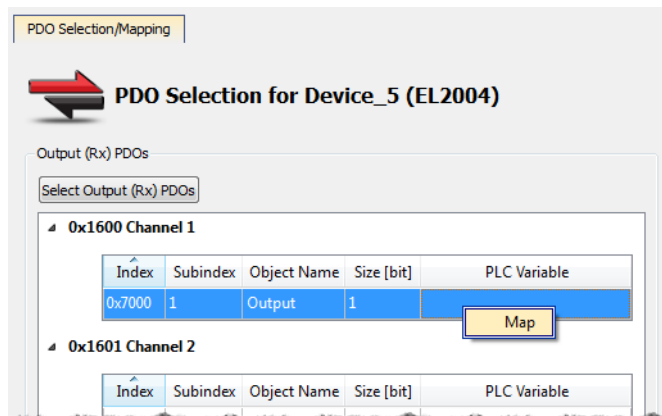 PDO Selection/Mapping
PDO Selection for Device_5 (EL2004)
Output (Rx) PDOs
Select Output (Rx) PDOs
0x1600 Channel 1
Index Subindex Object Name Size [bit] PLC Variable
0x7000 1 Output 1
Map
0x1601 Channel 2
Index Subindex Object Name Size [bit] PLC Variable